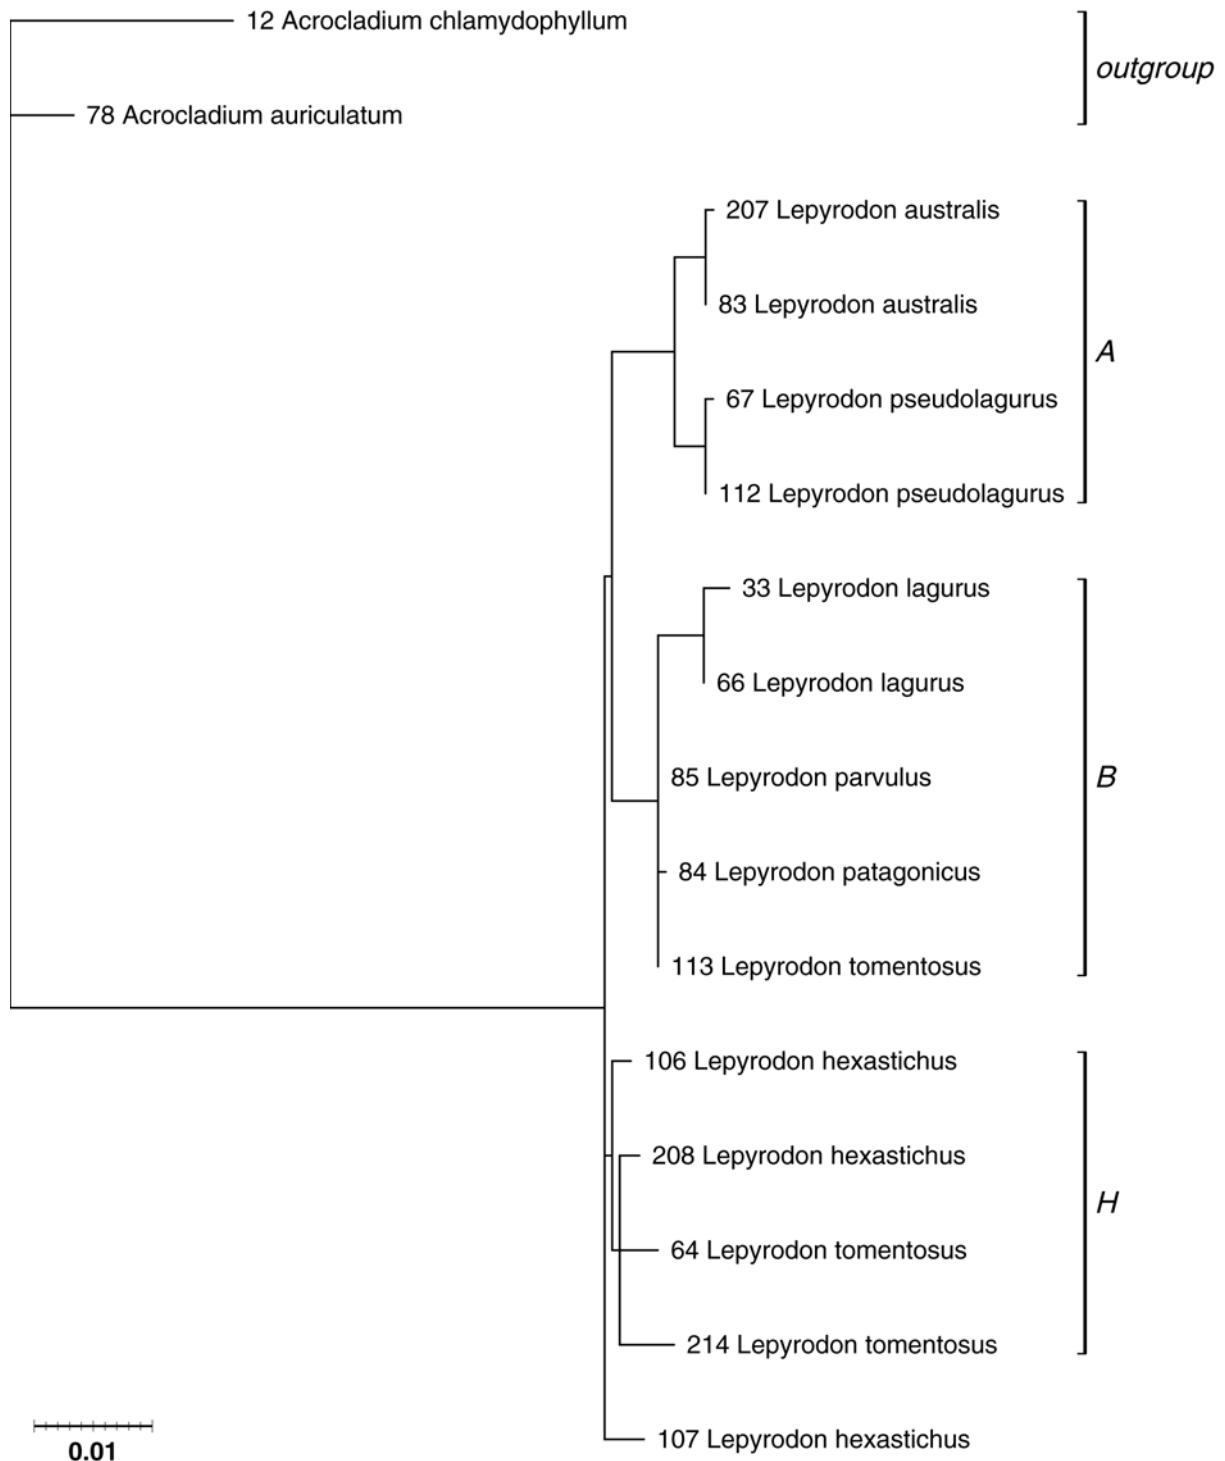 12 Acrocladium chlamydophyllum
outgroup
78 Acrocladium auriculatum
207 Lepyrodon australis
83 Lepyrodon australis
A
67 Lepyrodon pseudolagurus
112 Lepyrodon pseudolagurus
33 Lepyrodon lagurus
66 Lepyrodon lagurus
85 Lepyrodon parvulus
B
84 Lepyrodon patagonicus
113 Lepyrodon tomentosus
106 Lepyrodon hexastichus
208 Lepyrodon hexastichus
H
64 Lepyrodon tomentosus
214 Lepyrodon tomentosus
107 Lepyrodon hexastichus
0.01